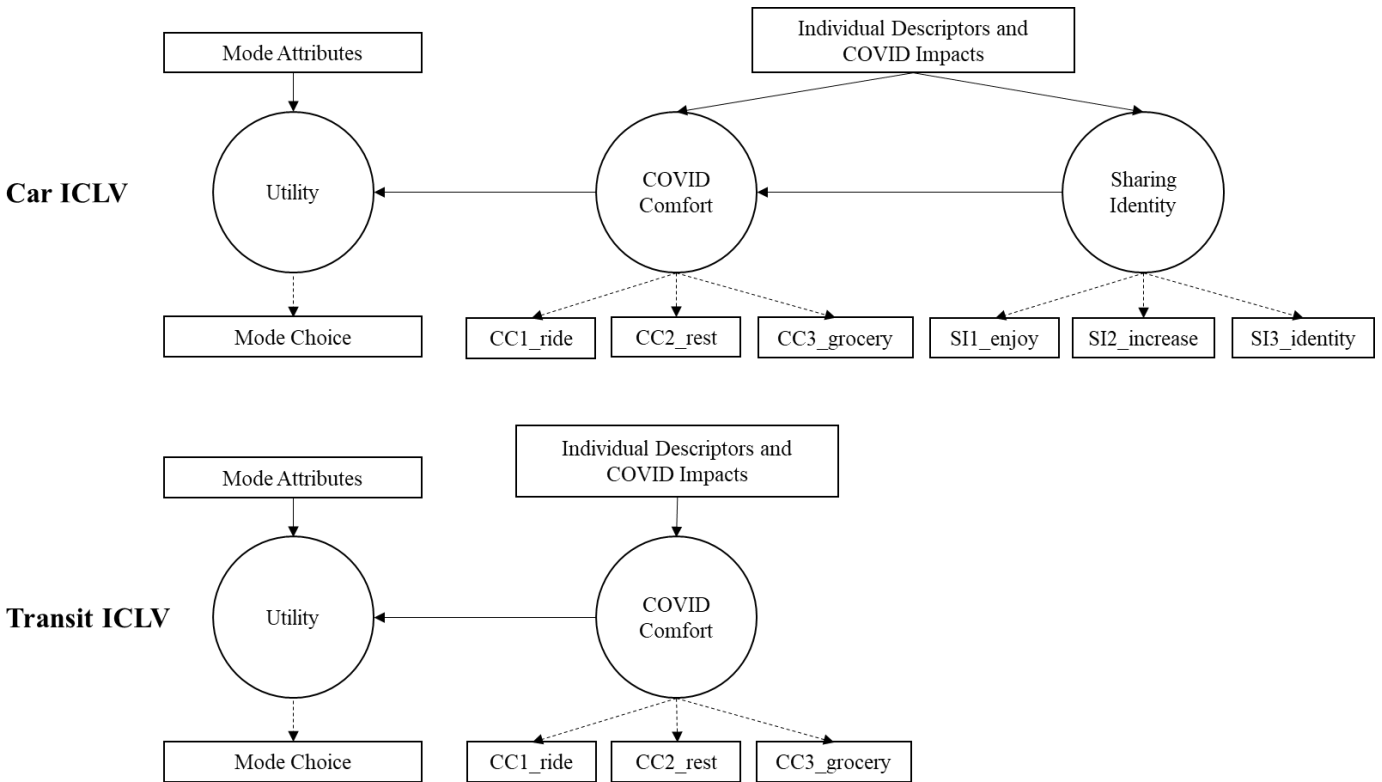 Mode Attributes
Individual Descriptors and
COVID Impacts
Car ICLV
Utility
COVID
Comfort
Sharing
Identity
Mode Choice
CC1_ride
CC2_rest
CC3_grocery
SI1_enjoy
SI2_increase
SI3_identity
Mode Attributes
Individual Descriptors and
COVID Impacts
Transit ICLV
Utility
COVID
Comfort
Mode Choice
CC1_ride
CC2_rest
CC3_grocery